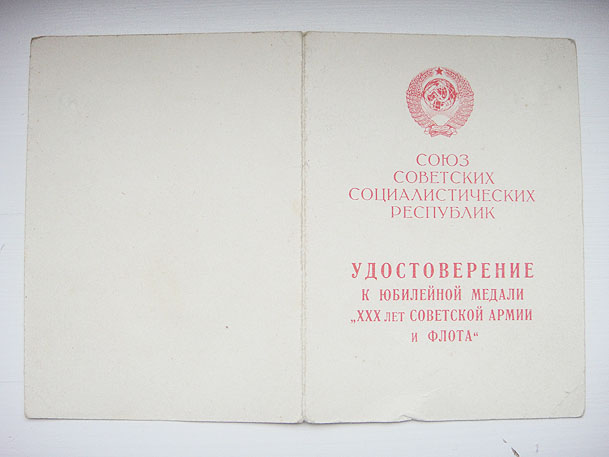 СОЮЗ
СОВЕТСКИХ
СОЦИАЛИСТИЧЕСКИХ
РЕСПУБЛИК
УДОСТОВЕРЕНИЕ
К ЮБИЛЕЙНОЙ МЕДАЛИ
„XXX ЛЕТ СОВЕТСКОЙ АРМИИ
И ФЛОТА“